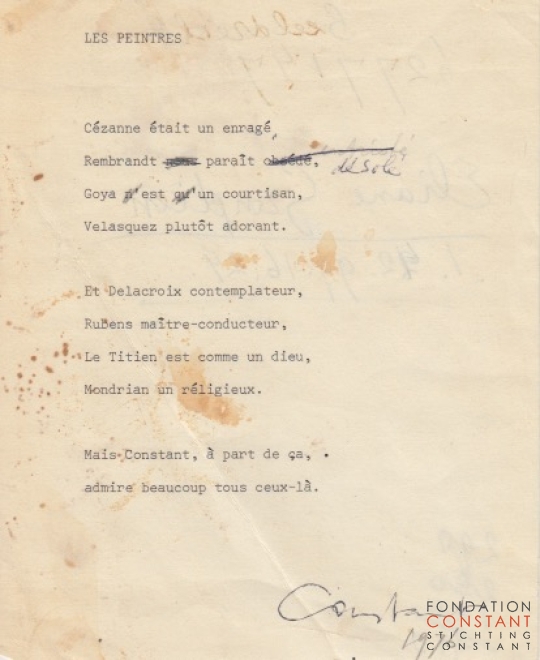 LES PEINTRES
Cézanne était un enragé,
Rembrandt paraît obsédé, désolé
Goya n'est qu'un courtisan,
Velasquez plutôt adorant.
Et Delacroix contemplateur,
Rubens maître-conducteur,
Le Titien est comme un dieu,
Mondrian un réligieux.
Mais Constant, à part de ça,
admire beaucoup tous ceux-là.
Constant
FONDATION
CONSTANT
STICHTING
CONSTANT